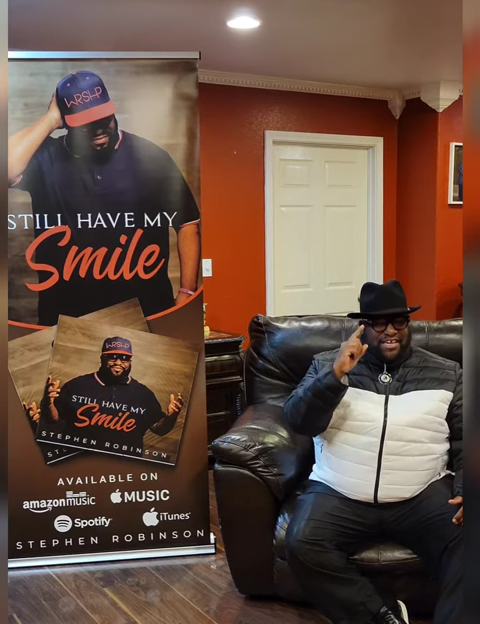 WRSHP
STILL HAVE MY
Smile
WRSHP
STILL HAVE MY
Smile
STEPHEN ROBINSON
AVAILABLE ON
amazon music
MUSIC
Spotify
iTunes
STEPHEN ROBINSON